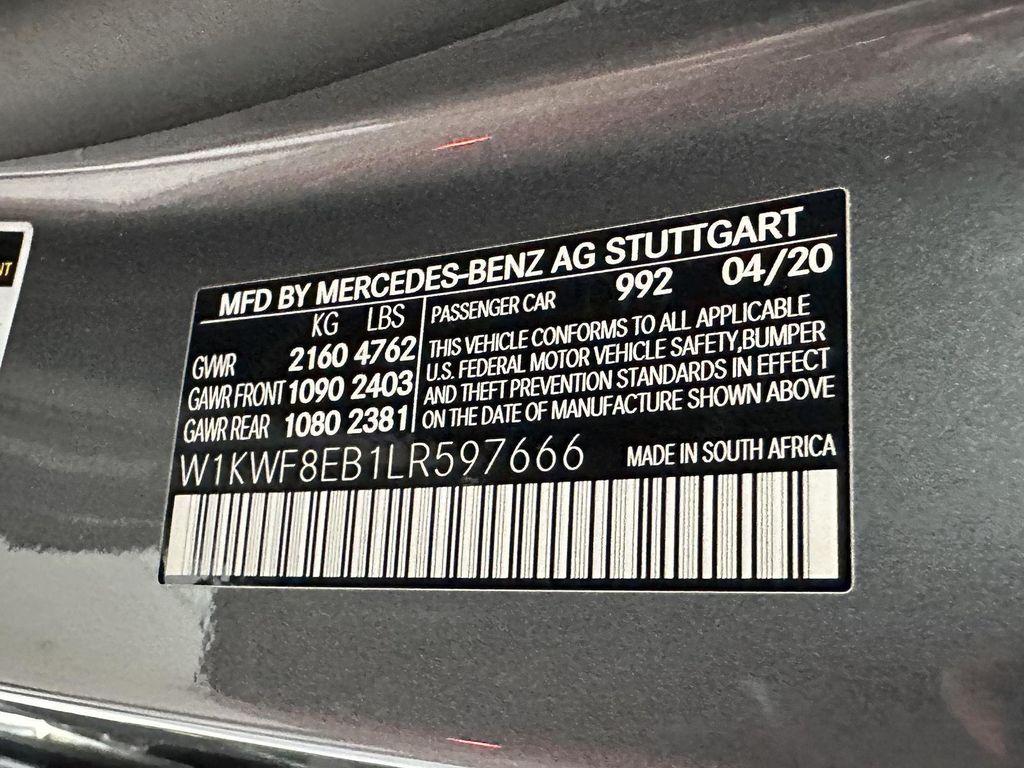 NT
MFD BY MERCEDES-BENZ AG STUTTGART
KG LBS
GVWR 2160 4762
GAWR FRONT 1090 2403
GAWR REAR 1080 2381
PASSENGER CAR 992 04/20
THIS VEHICLE CONFORMS TO ALL APPLICABLE
U.S. FEDERAL MOTOR VEHICLE SAFETY,BUMPER
AND THEFT PREVENTION STANDARDS IN EFFECT
ON THE DATE OF MANUFACTURE SHOWN ABOVE
W1KWF8EB1LR597666 MADE IN SOUTH AFRICA